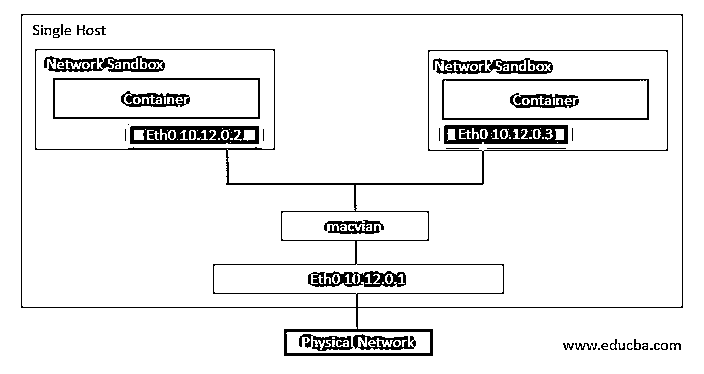 Single Host
Network Sandbox
Network Sandbox
Container
Container
Eth0 10.12.0.2
Eth0 10.12.0.3
macvlan
Eth0 10.12.0.1
Physical Network
www.educba.com